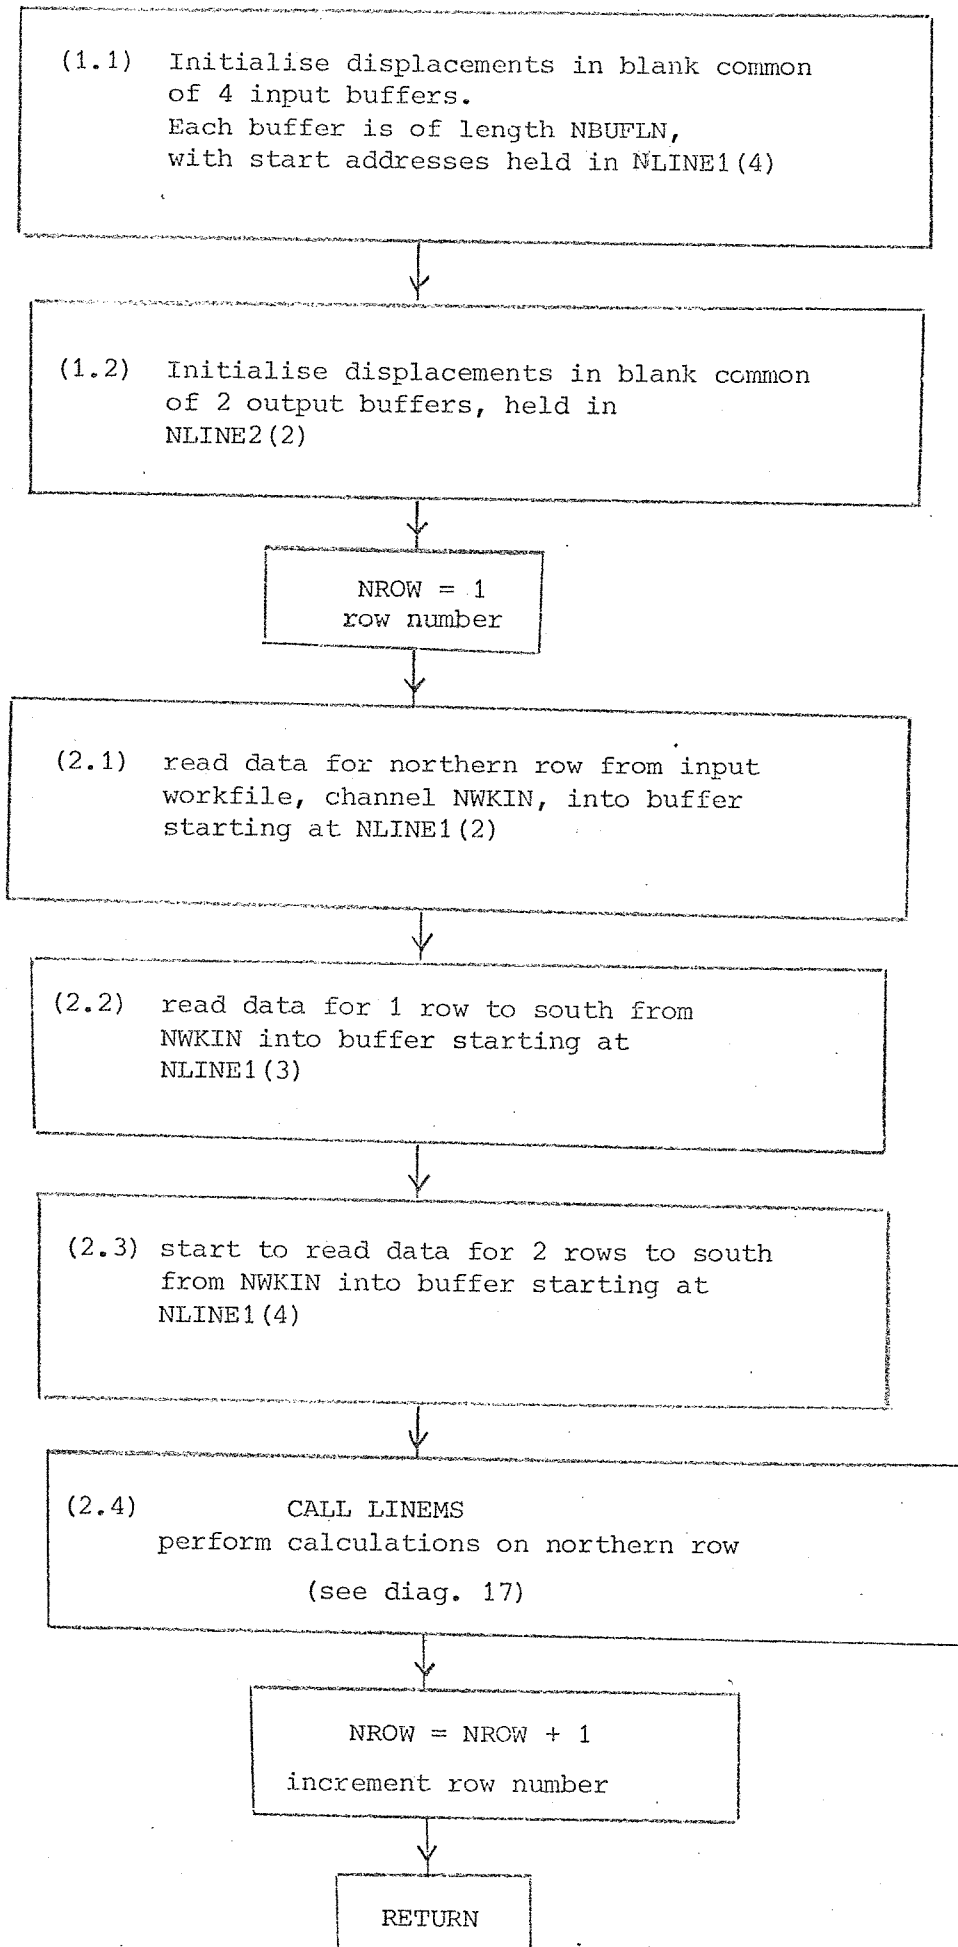 (1.1) Initialise displacements in blank common
of 4 input buffers.
Each buffer is of length NBUFLN,
with start addresses held in NLINE1(4)
(1.2) Initialise displacements in blank common
of 2 output buffers, held in
NLINE2(2)
NROW = 1
row number
(2.1) read data for northern row from input
workfile, channel NWKIN, into buffer
starting at NLINE1(2)
(2.2) read data for 1 row to south from
NWKIN into buffer starting at
NLINE1(3)
(2.3) start to read data for 2 rows to south
from NWKIN into buffer starting at
NLINE1(4)
(2.4) CALL LINEMS
perform calculations on northern row
(see diag. 17)
NROW = NROW + 1
increment row number
RETURN